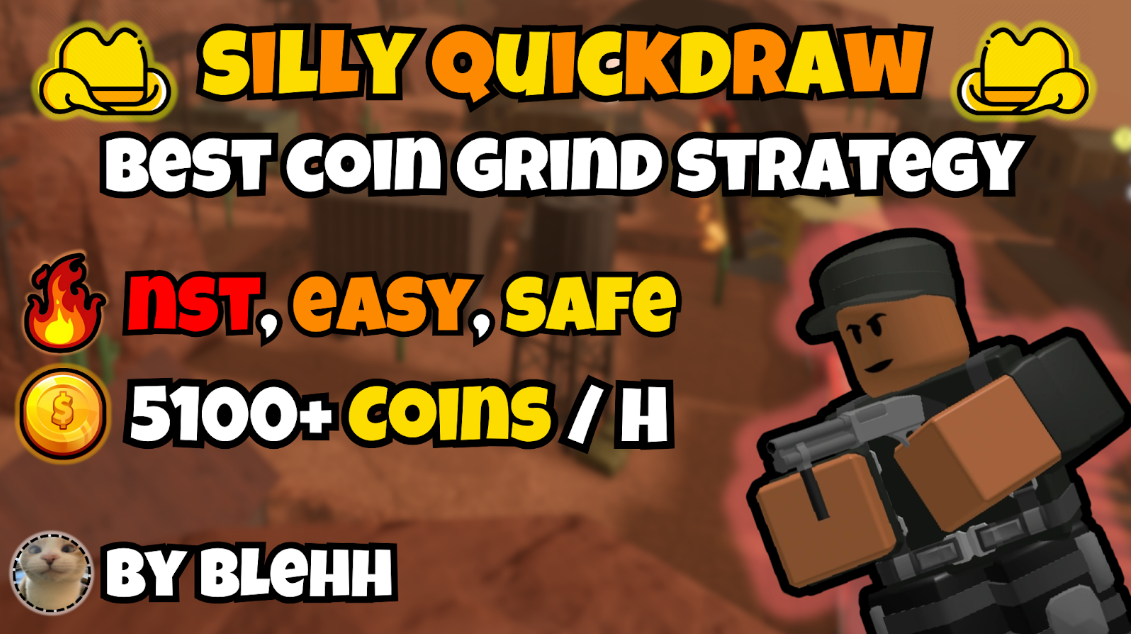 SILLY QUICKDRAW
BEST COIN GRIND STRATEGY
NST, EASY, SAFE
$
5100+ COINS / H
BY BLEHH